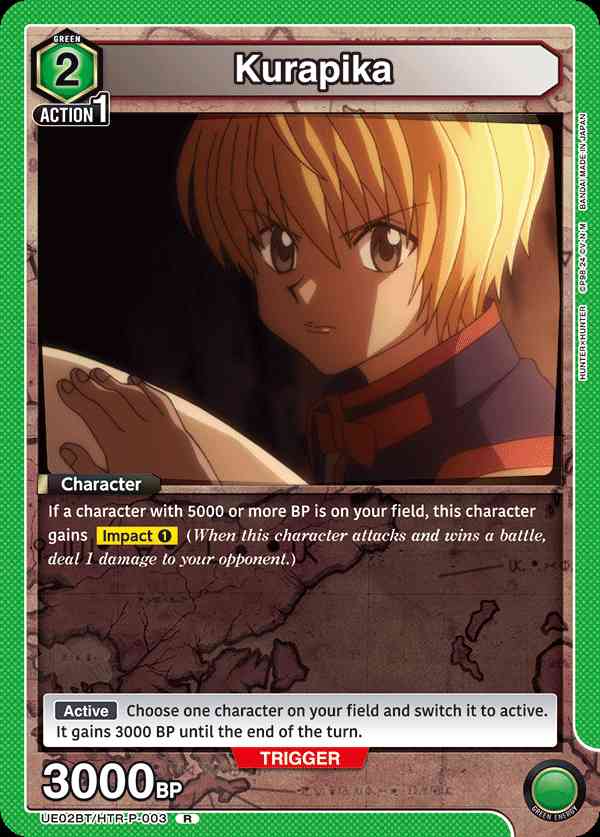 GREEN
2
ACTION 1
Kurapika
Character
If a character with 5000 or more BP is on your field, this character
gains Impact 1 (When this character attacks and wins a battle,
deal 1 damage to your opponent.)
Active Choose one character on your field and switch it to active.
It gains 3000 BP until the end of the turn.
TRIGGER
3000 BP
UE02BT/HTR-P-003 R
GREEN ENERGY
HUNTER×HUNTER ©P98-24 ©V·N·M BANDAI MADE IN JAPAN